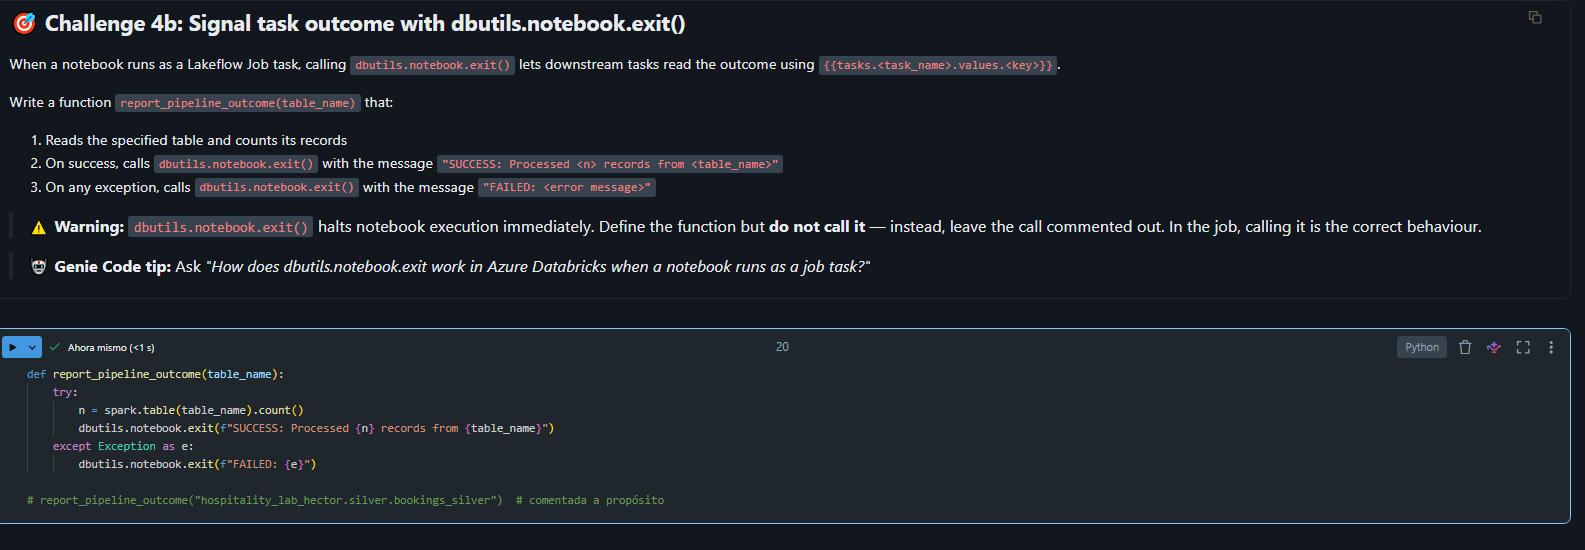 🎯 Challenge 4b: Signal task outcome with dbutils.notebook.exit()
When a notebook runs as a Lakeflow Job task, calling dbutils.notebook.exit() lets downstream tasks read the outcome using {{tasks.<task_name>.values.<key>}}.
Write a function report_pipeline_outcome(table_name) that:
1. Reads the specified table and counts its records
2. On success, calls dbutils.notebook.exit() with the message "SUCCESS: Processed <n> records from <table_name>"
3. On any exception, calls dbutils.notebook.exit() with the message "FAILED: <error message>"
⚠️ Warning: dbutils.notebook.exit() halts notebook execution immediately. Define the function but do not call it — instead, leave the call commented out. In the job, calling it is the correct behaviour.
🤖 Genie Code tip: Ask "How does dbutils.notebook.exit work in Azure Databricks when a notebook runs as a job task?"
Ahora mismo (<1 s) 20 Python
def report_pipeline_outcome(table_name):
    try:
        n = spark.table(table_name).count()
        dbutils.notebook.exit(f"SUCCESS: Processed {n} records from {table_name}")
    except Exception as e:
        dbutils.notebook.exit(f"FAILED: {e}")
# report_pipeline_outcome("hospitality_lab_hector.silver.bookings_silver")  # comentada a propósito